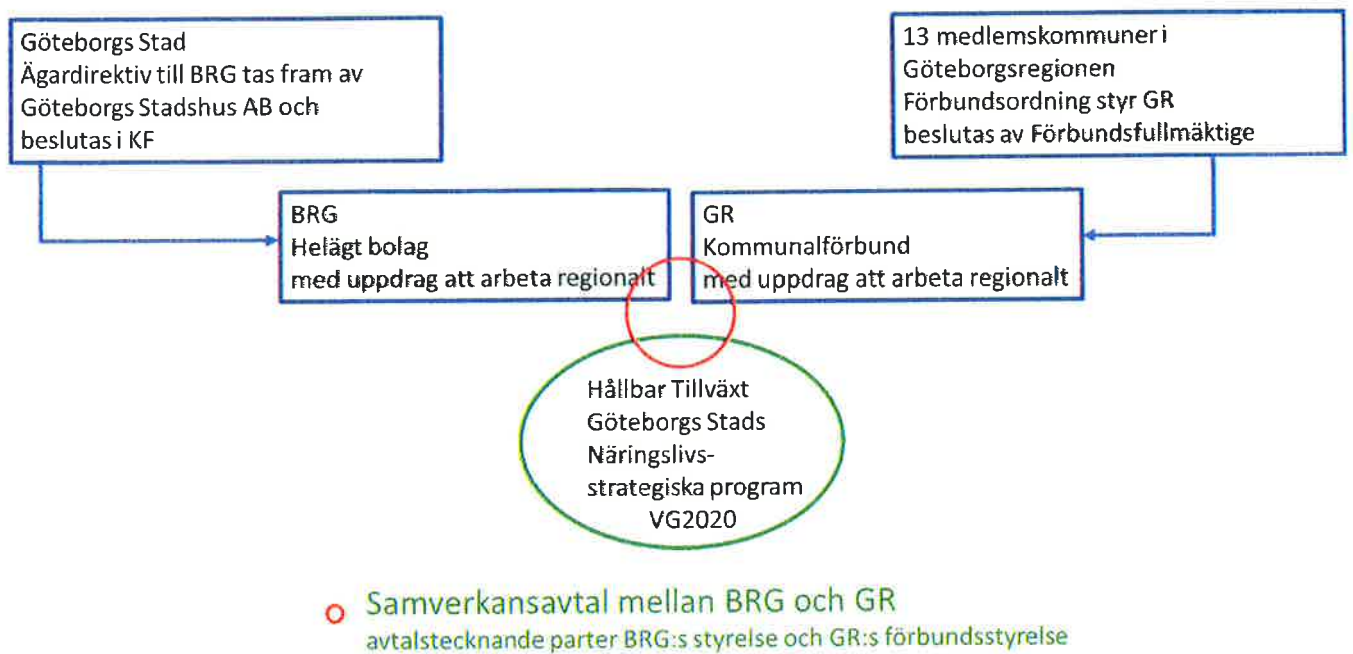 Göteborgs Stad
Ägardirektiv till BRG tas fram av
Göteborgs Stadshus AB och
beslutas i KF
13 medlemskommuner i
Göteborgsregionen
Förbundsordning styr GR
beslutas av Förbundsfullmäktige
BRG
Helägt bolag
med uppdrag att arbeta regionalt
GR
Kommunalförbund
med uppdrag att arbeta regionalt
Hållbar Tillväxt
Göteborgs Stads
Näringslivs-
strategiska program
VG2020
Samverkansavtal mellan BRG och GR
avtalstecknande parter BRG:s styrelse och GR:s förbundsstyrelse